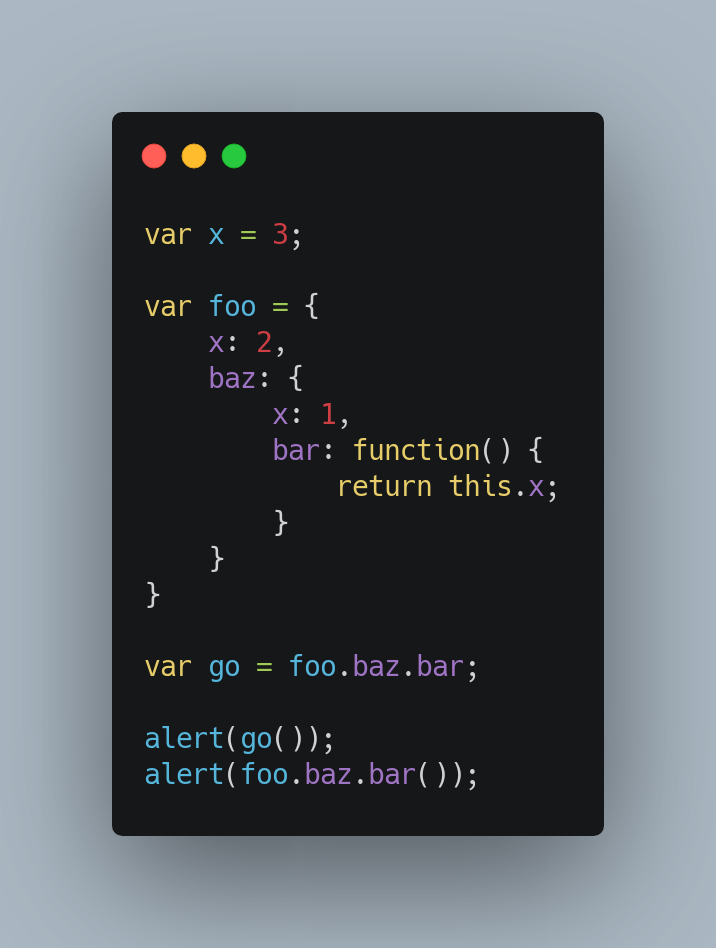 var x = 3;

var foo = {
    x: 2,
    baz: {
        x: 1,
        bar: function() {
            return this.x;
        }
    }
}

var go = foo.baz.bar;

alert(go());
alert(foo.baz.bar());